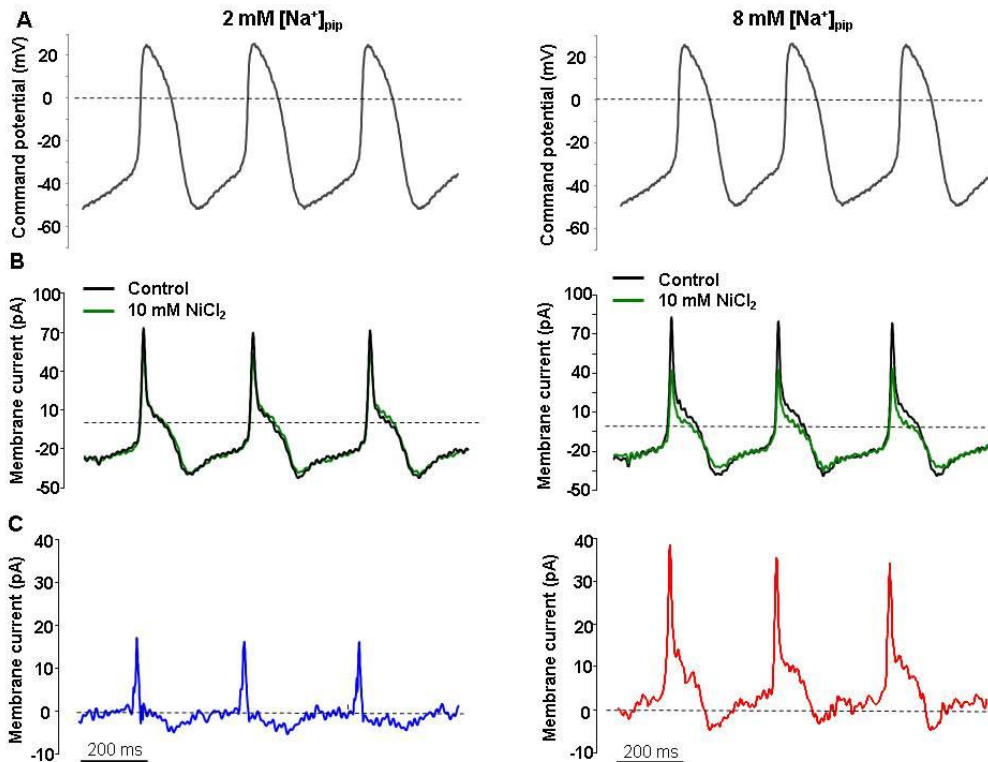 A
2 mM [Na⁺]pip
8 mM [Na⁺]pip
Command potential (mV)
20
0
-20
-40
-60
Command potential (mV)
20
0
-20
-40
-60
B
Control
10 mM NiCl₂
Membrane current (pA)
100
70
40
10
-20
-50
Control
10 mM NiCl₂
Membrane current (pA)
100
70
40
10
-20
-50
C
Membrane current (pA)
40
30
20
10
0
-10
200 ms
Membrane current (pA)
40
30
20
10
0
-10
200 ms